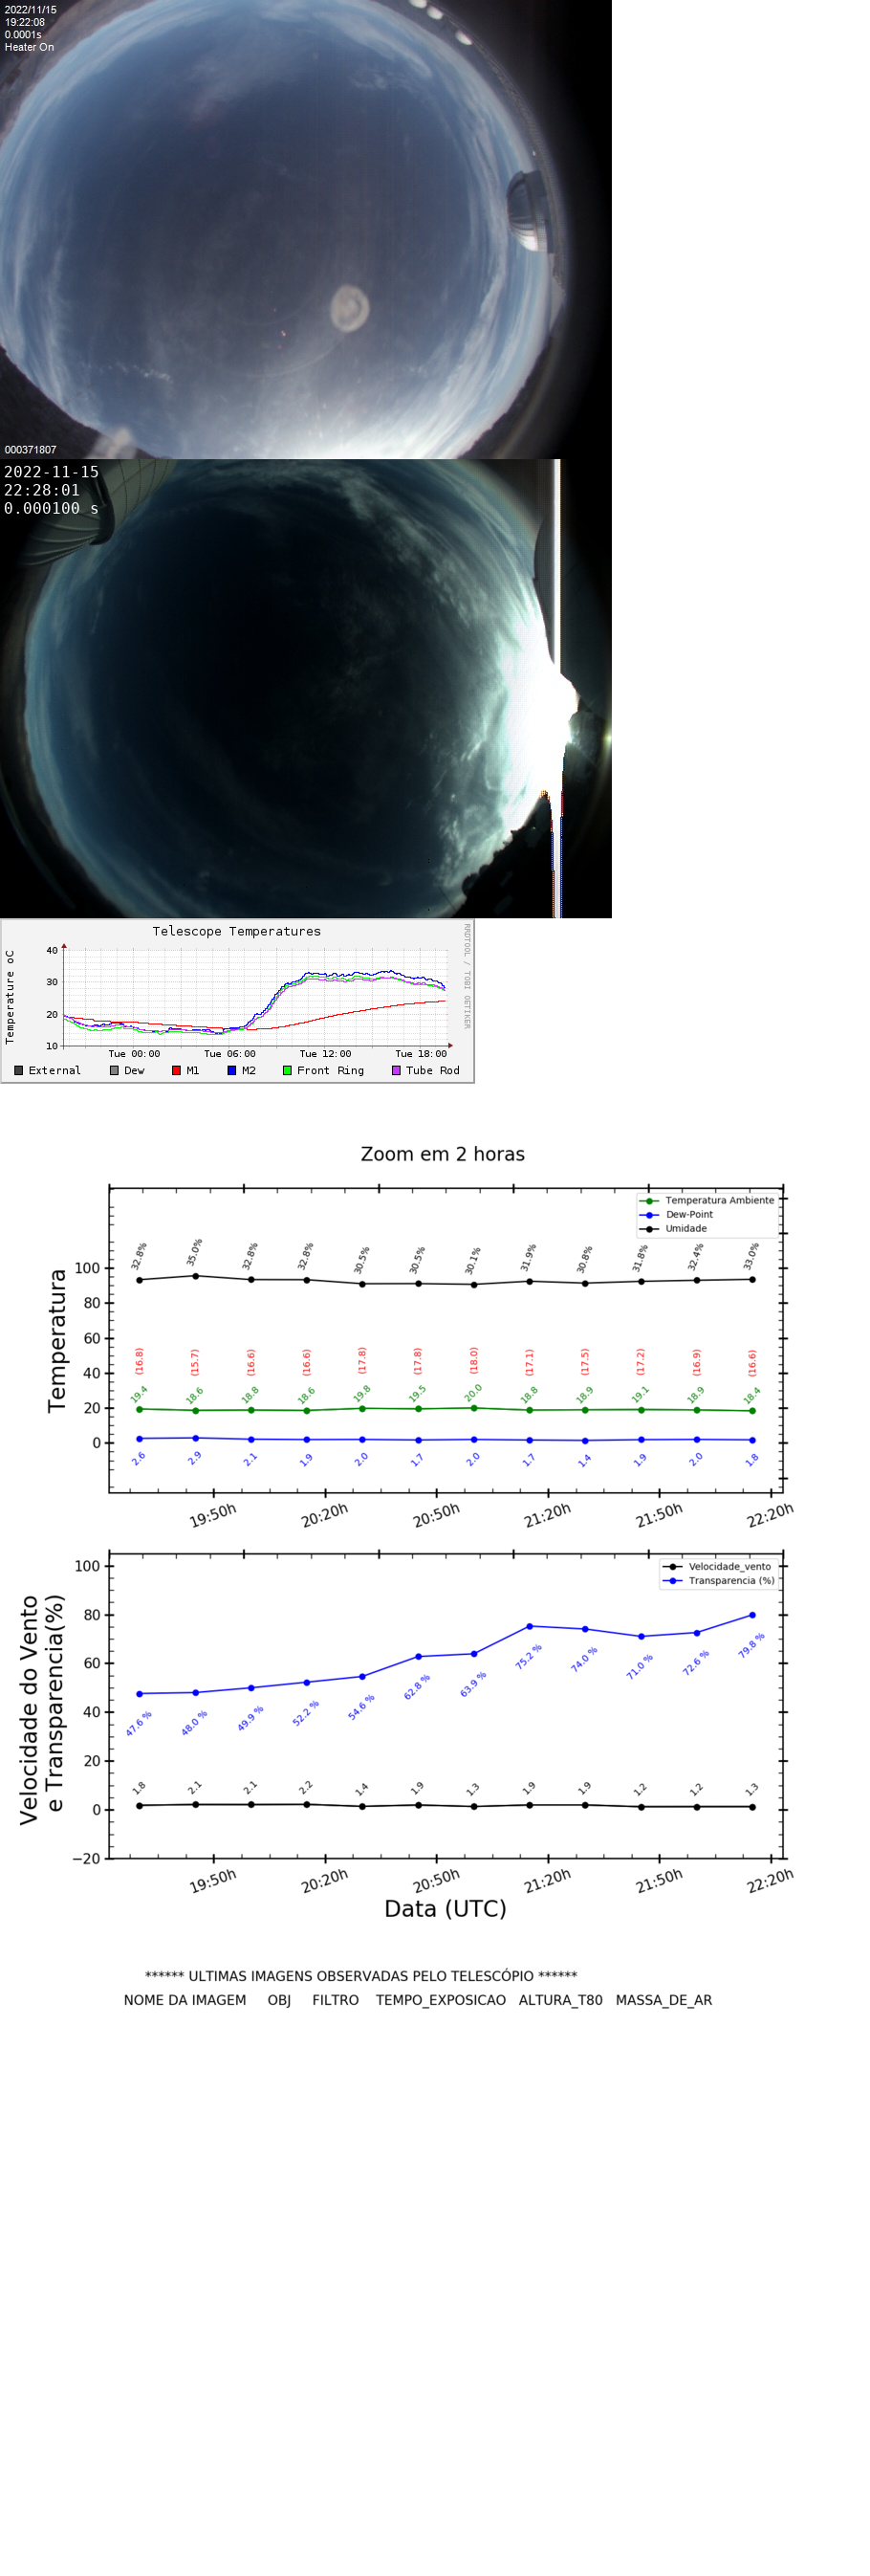 2022/11/15
19:22:08
0.0001s
Heater On
000371807
2022-11-15
22:28:01
0.000100 s
Telescope Temperatures
RRDTOOL / TOBI OETIKER
Temperature oC
40
30
20
10
Tue 00:00 Tue 06:00 Tue 12:00 Tue 18:00
External Dew M1 M2 Front Ring Tube Rod
Zoom em 2 horas
Temperatura Ambiente
Dew-Point
Umidade
Temperatura
100
80
60
40
20
0
32.8% 35.0% 32.8% 32.8% 30.5% 30.5% 30.1% 31.9% 30.8% 31.8% 32.4% 33.0%
(16.8) (15.7) (16.6) (16.6) (17.8) (17.8) (18.0) (17.1) (17.5) (17.2) (16.9) (16.6)
19.4 18.6 18.8 18.6 19.8 19.5 20.0 18.8 18.9 19.1 18.9 18.4
2.6 2.9 2.1 1.9 2.0 1.7 2.0 1.7 1.4 1.9 2.0 1.8
19:50h 20:20h 20:50h 21:20h 21:50h 22:20h
Velocidade_vento
Transparencia (%)
Velocidade do Vento
e Transparencia(%)
100
80
60
40
20
0
−20
47.6 % 48.0 % 49.9 % 52.2 % 54.6 % 62.8 % 63.9 % 75.2 % 74.0 % 71.0 % 72.6 % 79.8 %
1.8 2.1 2.1 2.2 1.4 1.9 1.3 1.9 1.9 1.2 1.2 1.3
19:50h 20:20h 20:50h 21:20h 21:50h 22:20h
Data (UTC)
****** ULTIMAS IMAGENS OBSERVADAS PELO TELESCÓPIO ******
NOME DA IMAGEM OBJ FILTRO TEMPO_EXPOSICAO ALTURA_T80 MASSA_DE_AR